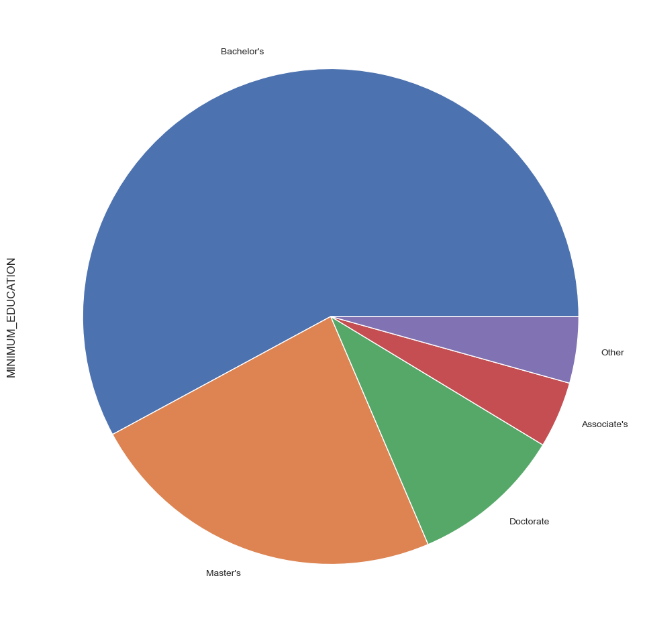 Bachelor's
MINIMUM_EDUCATION
Other
Associate's
Doctorate
Master's